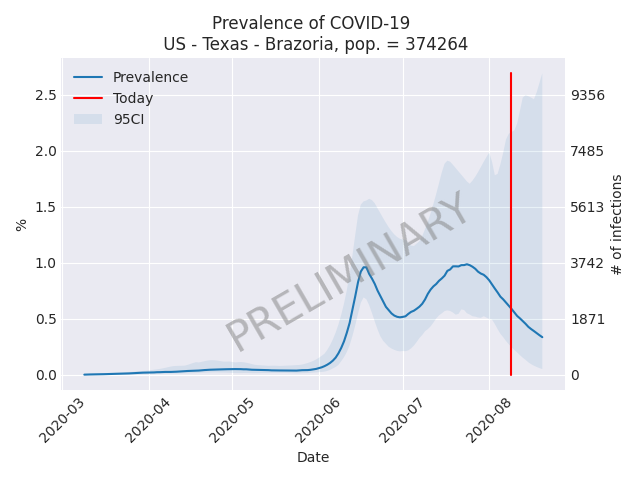 Prevalence of COVID-19
US - Texas - Brazoria, pop. = 374264
Prevalence
Today
95CI
2.5
2.0
1.5
1.0
0.5
0.0
%
9356
7485
5613
3742
1871
0
# of infections
PRELIMINARY
2020-03
2020-04
2020-05
2020-06
2020-07
2020-08
Date